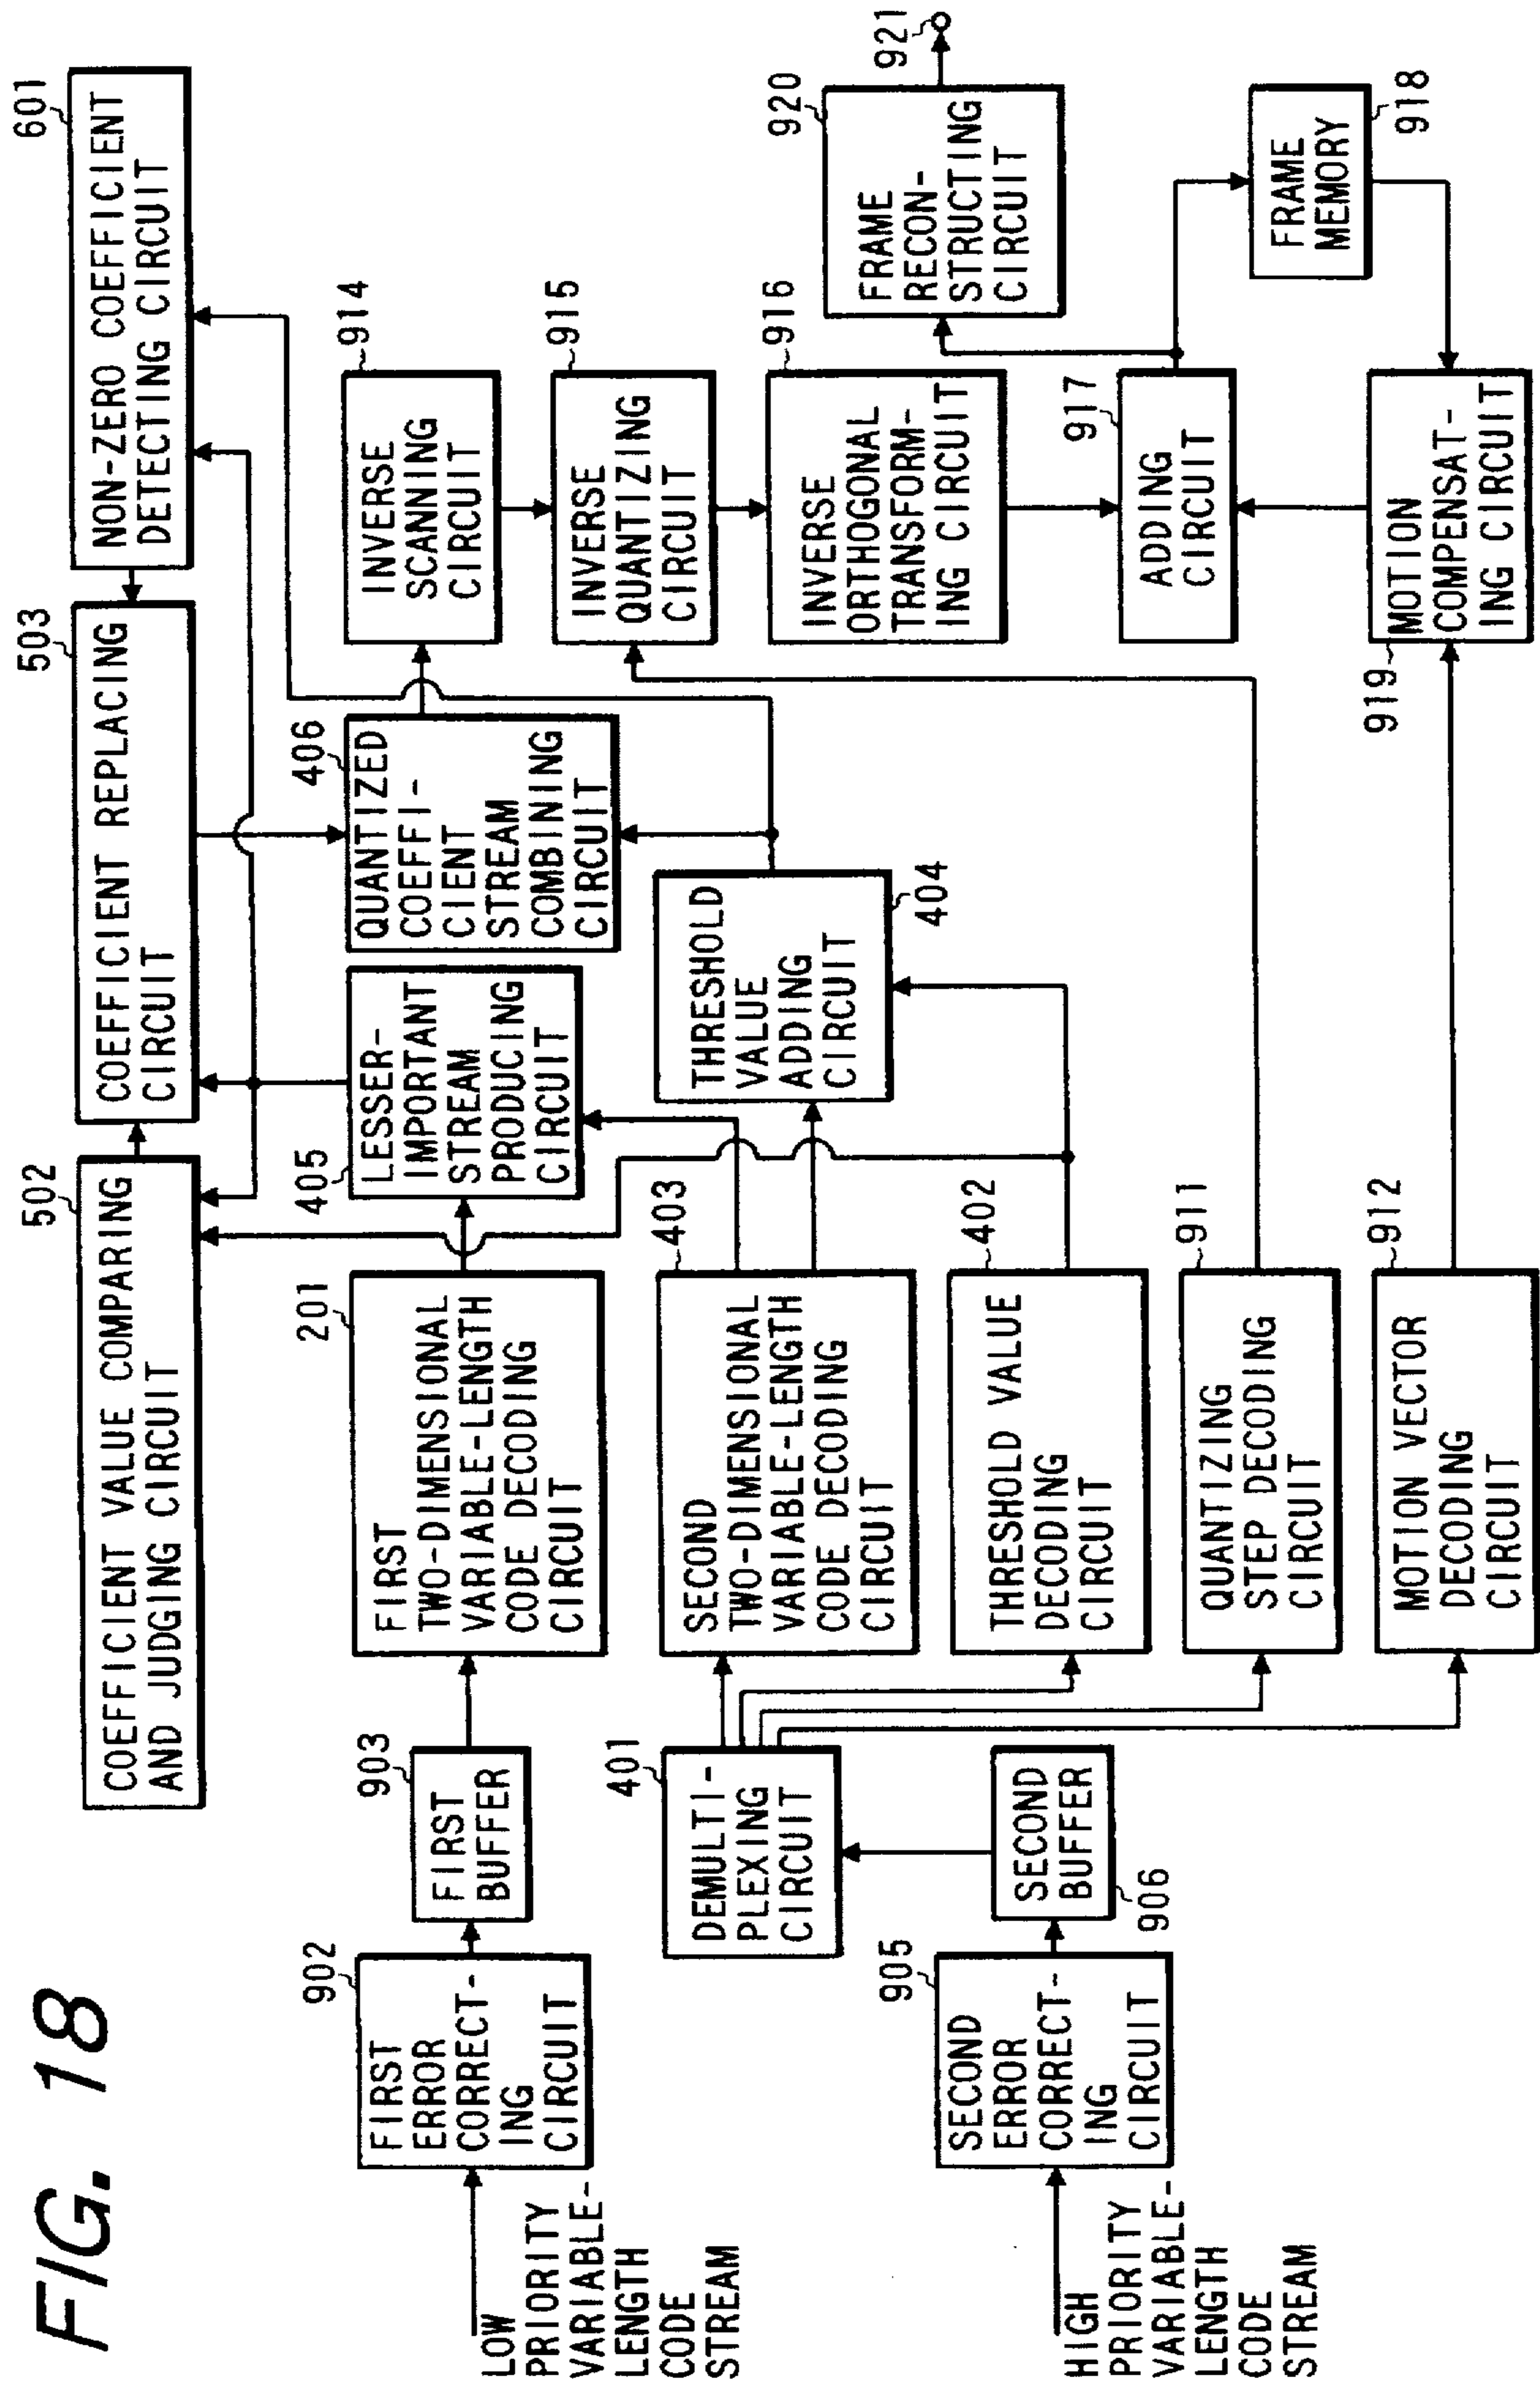 FIG. 18
502
COEFFICIENT VALUE COMPARING
AND JUDGING CIRCUIT
503
COEFFICIENT REPLACING
CIRCUIT
601
NON-ZERO COEFFICIENT
DETECTING CIRCUIT
LOW
PRIORITY
VARIABLE-
LENGTH
CODE
STREAM
902
FIRST
ERROR
CORRECT-
ING
CIRCUIT
903
FIRST
BUFFER
201
FIRST
TWO-DIMENSIONAL
VARIABLE-LENGTH
CODE DECODING
CIRCUIT
405
LESSER-
IMPORTANT
STREAM
PRODUCING
CIRCUIT
406
QUANTIZED
COEFFI-
CIENT
STREAM
COMBINING
CIRCUIT
914
INVERSE
SCANNING
CIRCUIT
915
INVERSE
QUANTIZING
CIRCUIT
916
INVERSE
ORTHOGONAL
TRANSFORM-
ING CIRCUIT
920
FRAME
RECON-
STRUCTING
CIRCUIT
921
401
DEMULTI-
PLEXING
CIRCUIT
403
SECOND
TWO-DIMENSIONAL
VARIABLE-LENGTH
CODE DECODING
CIRCUIT
THRESHOLD
VALUE
ADDING
CIRCUIT
404
HIGH
PRIORITY
VARIABLE-
LENGTH
CODE
STREAM
905
SECOND
ERROR
CORRECT-
ING
CIRCUIT
SECOND
BUFFER
906
402
THRESHOLD VALUE
DECODING
CIRCUIT
911
QUANTIZING
STEP DECODING
CIRCUIT
912
MOTION VECTOR
DECODING
CIRCUIT
917
ADDING
CIRCUIT
FRAME
MEMORY
918
919
MOTION
COMPENSAT-
ING CIRCUIT